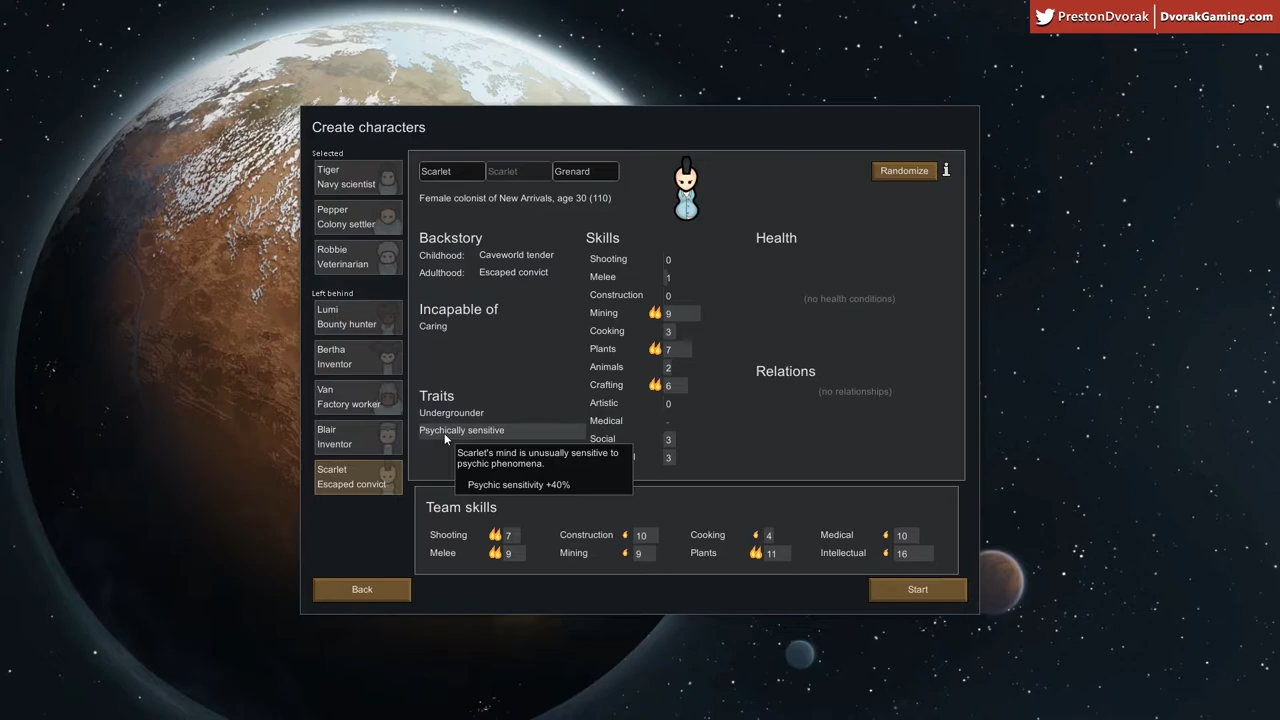 PrestonDvorak | DvorakGaming.com
Create characters
Selected
Tiger
Navy scientist
Pepper
Colony settler
Robbie
Veterinarian
Left behind
Lumi
Bounty hunter
Bertha
Inventor
Van
Factory worker
Blair
Inventor
Scarlet
Escaped convict
Scarlet Scarlet Grenard
Randomize
Female colonist of New Arrivals, age 30 (110)
Backstory
Childhood: Caveworld tender
Adulthood: Escaped convict
Incapable of
Caring
Traits
Undergrounder
Psychically sensitive
Scarlet's mind is unusually sensitive to
psychic phenomena.
Psychic sensitivity +40%
Skills
Shooting 0
Melee 1
Construction 0
Mining 9
Cooking 3
Plants 7
Animals 2
Crafting 6
Artistic 0
Medical -
Social 3
3
Health
(no health conditions)
Relations
(no relationships)
Team skills
Shooting 7 Construction 10 Cooking 4 Medical 10
Melee 9 Mining 9 Plants 11 Intellectual 16
Back
Start